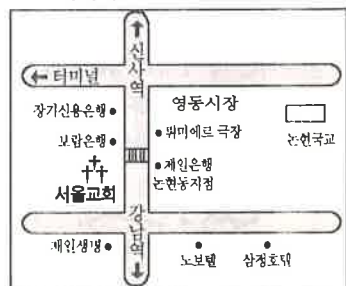 신사역
← 터미널
장기신용은행
영동시장
보람은행
뤼미에르 극장
논현국교
제일은행
논현동지점
서울교회
강남역
제일생명
노보텔
삼정호텔